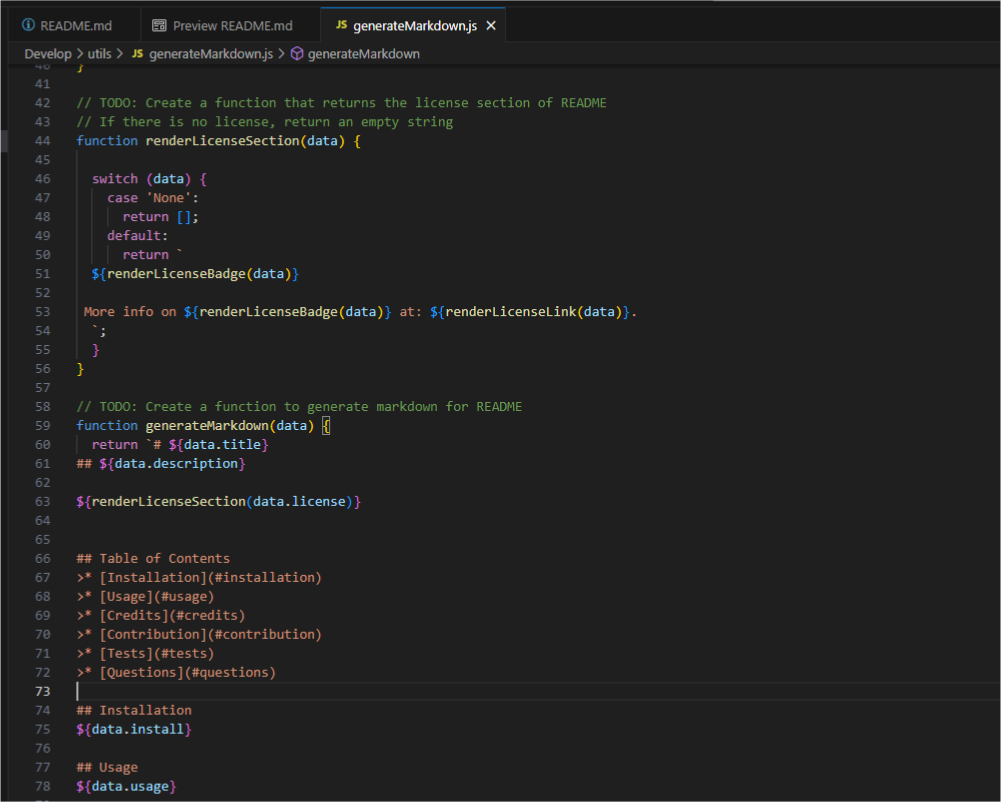 README.md Preview README.md JS generateMarkdown.js ×
Develop > utils > JS generateMarkdown.js > generateMarkdown
40 }
41
42 // TODO: Create a function that returns the license section of README
43 // If there is no license, return an empty string
44 function renderLicenseSection(data) {
45
46   switch (data) {
47     case 'None':
48       return [];
49     default:
50       return `
51   ${renderLicenseBadge(data)}
52
53  More info on ${renderLicenseBadge(data)} at: ${renderLicenseLink(data)}.
54   `;
55   }
56 }
57
58 // TODO: Create a function to generate markdown for README
59 function generateMarkdown(data) {
60   return `# ${data.title}
61 ## ${data.description}
62
63 ${renderLicenseSection(data.license)}
64
65
66 ## Table of Contents
67 >* [Installation](#installation)
68 >* [Usage](#usage)
69 >* [Credits](#credits)
70 >* [Contribution](#contribution)
71 >* [Tests](#tests)
72 >* [Questions](#questions)
73
74 ## Installation
75 ${data.install}
76
77 ## Usage
78 ${data.usage}